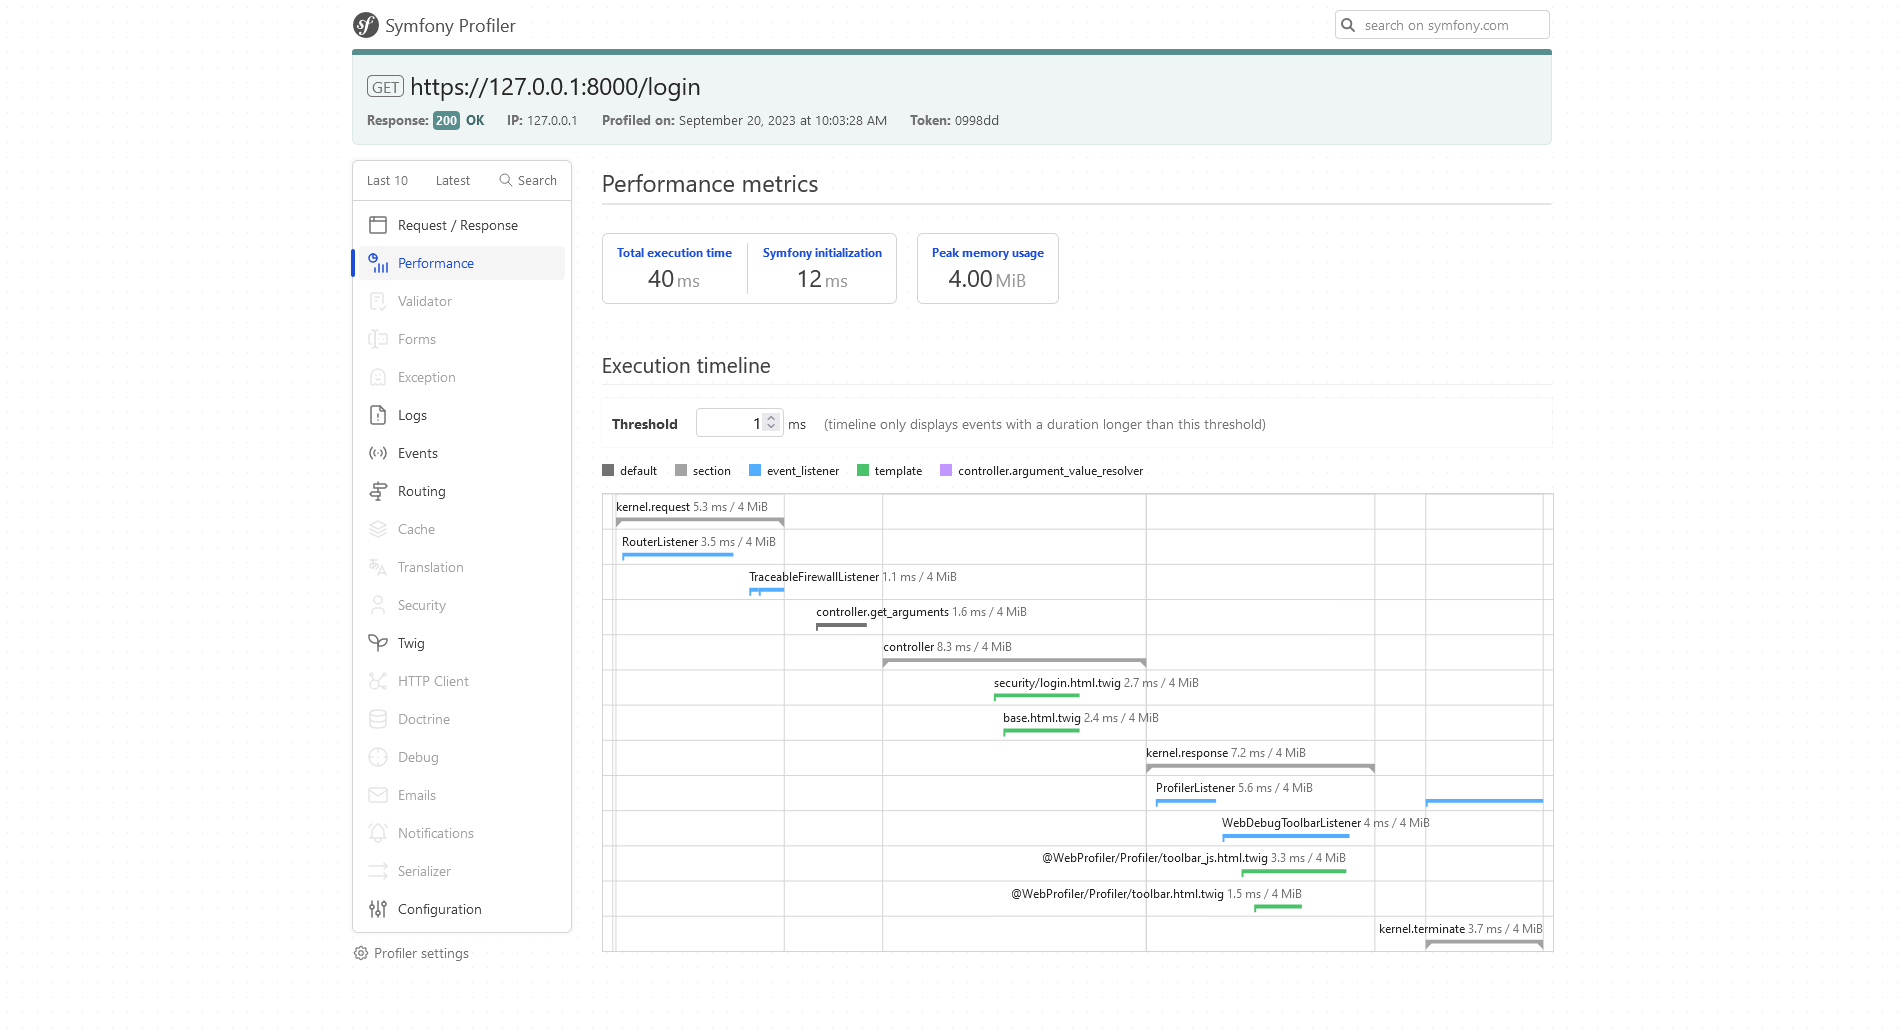 Symfony Profiler
search on symfony.com
GET https://127.0.0.1:8000/login
Response: 200 OK IP: 127.0.0.1 Profiled on: September 20, 2023 at 10:03:28 AM Token: 0998dd
Last 10 Latest Search
Request / Response
Performance
Validator
Forms
Exception
Logs
Events
Routing
Cache
Translation
Security
Twig
HTTP Client
Doctrine
Debug
Emails
Notifications
Serializer
Configuration
Profiler settings
Performance metrics
Total execution time
40 ms
Symfony initialization
12 ms
Peak memory usage
4.00 MiB
Execution timeline
Threshold 1 ms (timeline only displays events with a duration longer than this threshold)
default section event_listener template controller.argument_value_resolver
kernel.request 5.3 ms / 4 MiB
RouterListener 3.5 ms / 4 MiB
TraceableFirewallListener 1.1 ms / 4 MiB
controller.get_arguments 1.6 ms / 4 MiB
controller 8.3 ms / 4 MiB
security/login.html.twig 2.7 ms / 4 MiB
base.html.twig 2.4 ms / 4 MiB
kernel.response 7.2 ms / 4 MiB
ProfilerListener 5.6 ms / 4 MiB
WebDebugToolbarListener 4 ms / 4 MiB
@WebProfiler/Profiler/toolbar_js.html.twig 3.3 ms / 4 MiB
@WebProfiler/Profiler/toolbar.html.twig 1.5 ms / 4 MiB
kernel.terminate 3.7 ms / 4 MiB